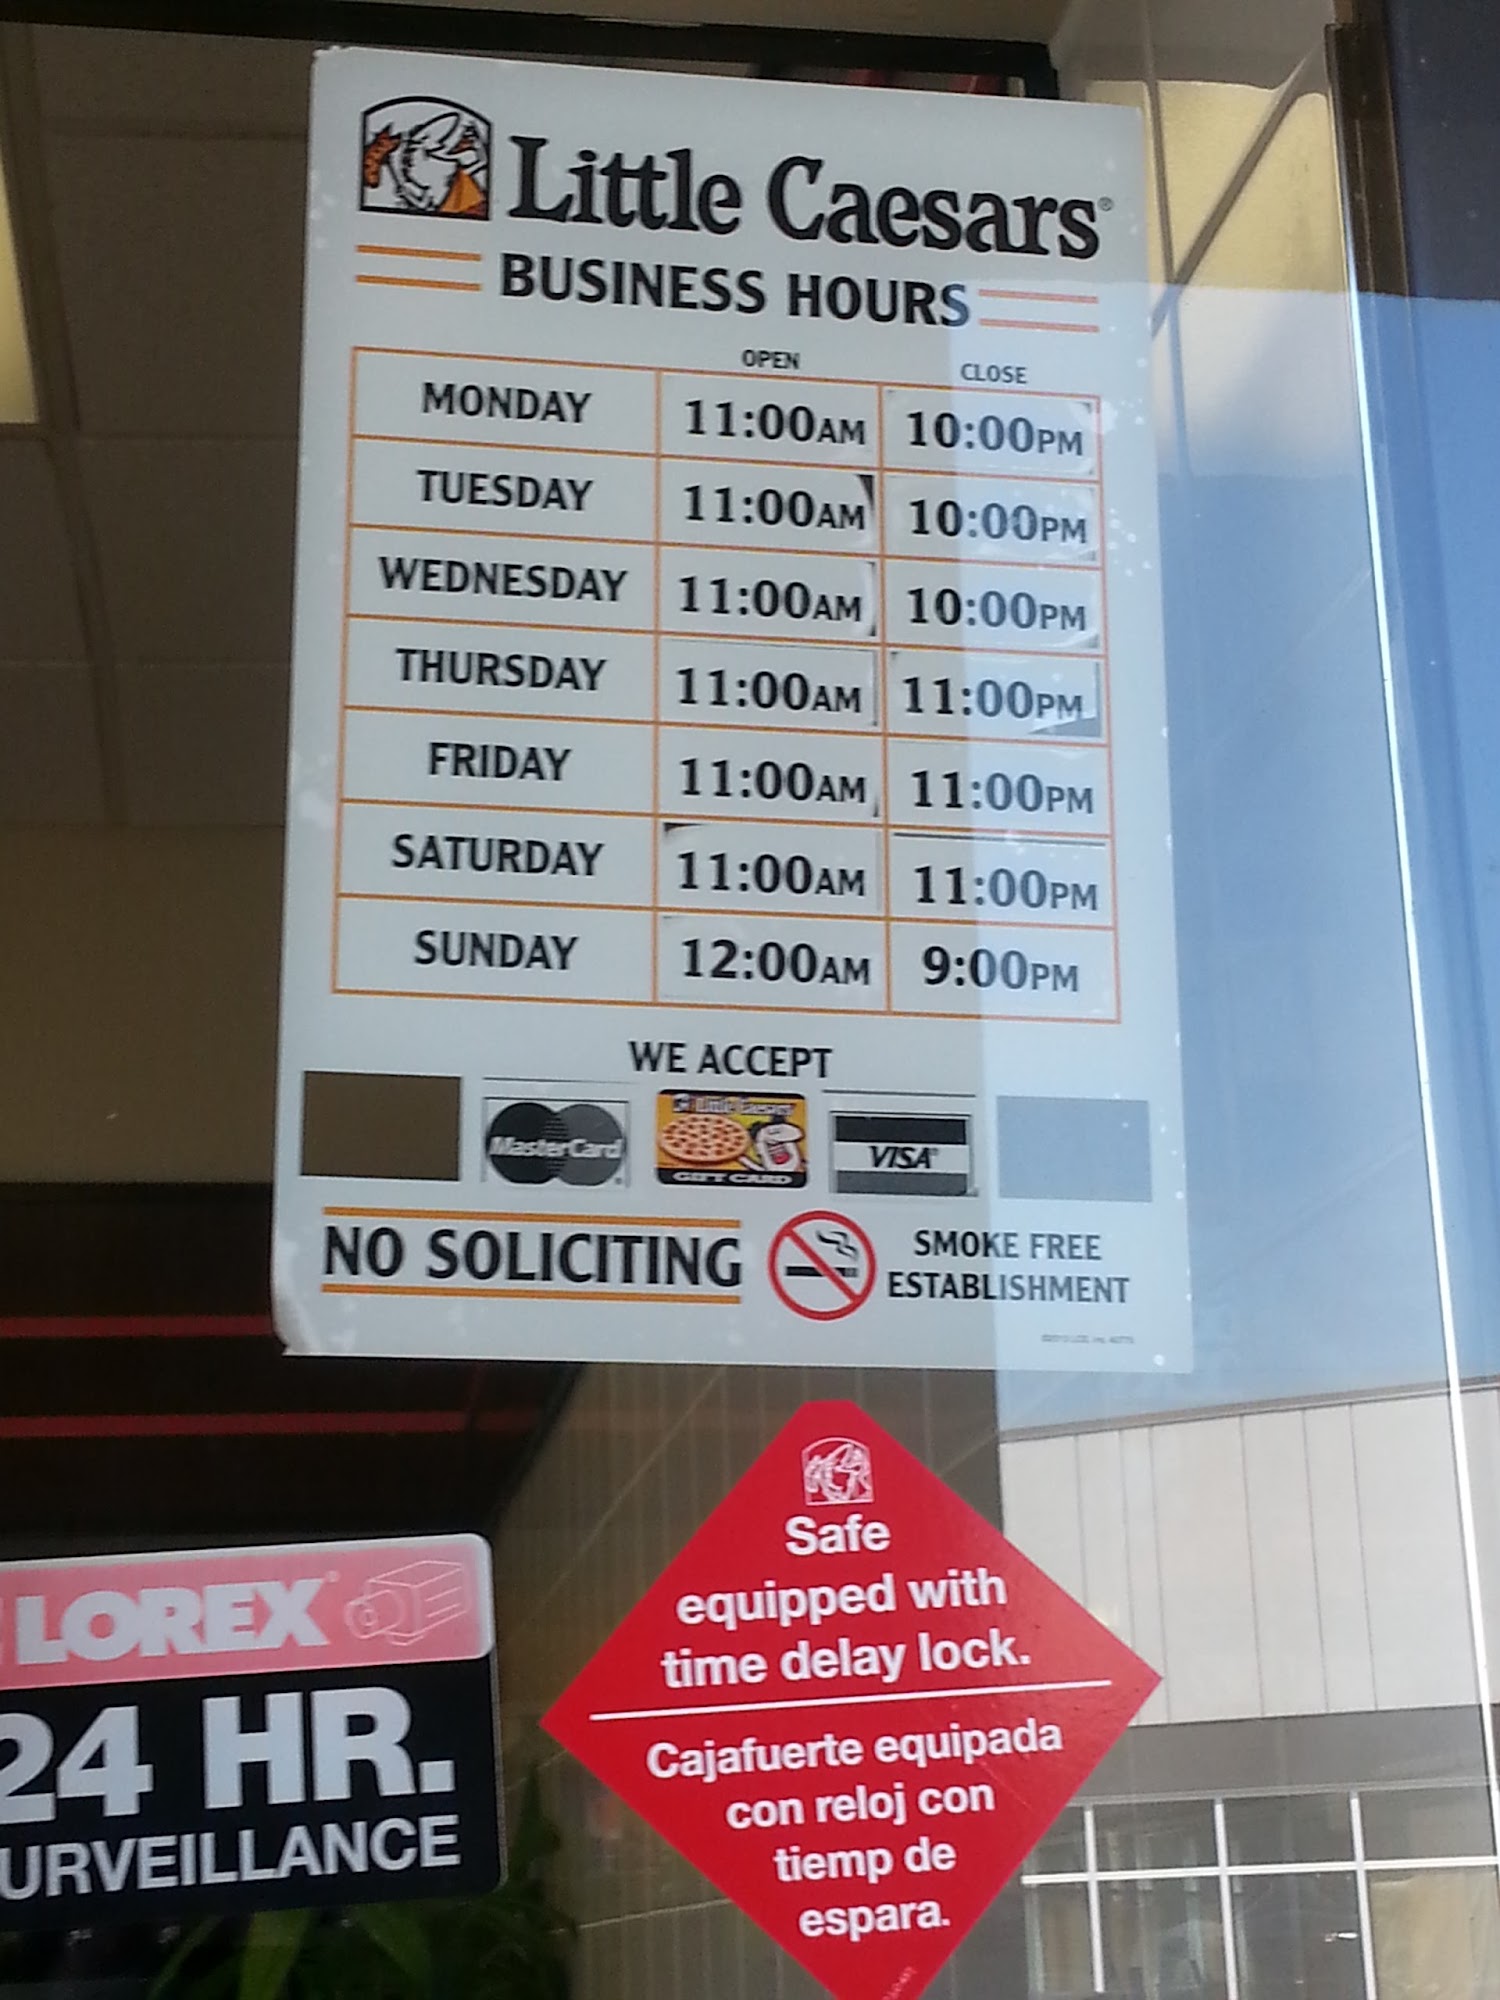 Little Caesars®
BUSINESS HOURS
OPEN CLOSE
MONDAY 11:00AM 10:00PM
TUESDAY 11:00AM 10:00PM
WEDNESDAY 11:00AM 10:00PM
THURSDAY 11:00AM 11:00PM
FRIDAY 11:00AM 11:00PM
SATURDAY 11:00AM 11:00PM
SUNDAY 12:00AM 9:00PM
WE ACCEPT
MasterCard
Little Caesars
GIFT CARD
VISA
NO SOLICITING
SMOKE FREE
ESTABLISHMENT
Safe
equipped with
time delay lock.
Cajafuerte equipada
con reloj con
tiemp de
espara.
LOREX
24 HR.
URVEILLANCE